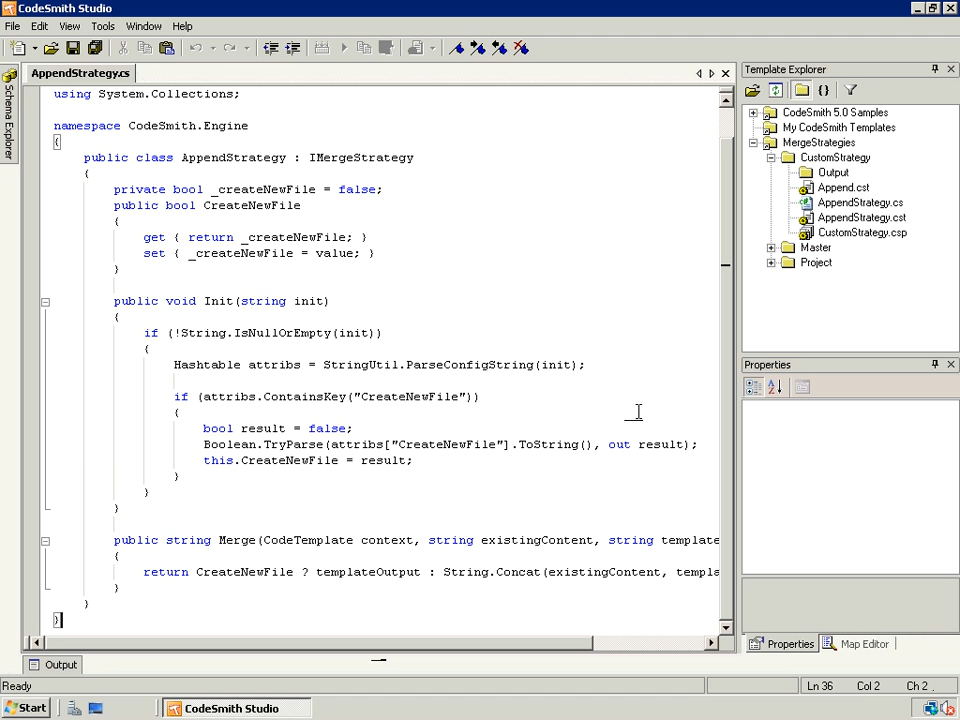 CodeSmith Studio
File Edit View Tools Window Help
AppendStrategy.cs
Schema Explorer
using System.Collections;
namespace CodeSmith.Engine
{
public class AppendStrategy : IMergeStrategy
{
private bool _createNewFile = false;
public bool CreateNewFile
{
get { return _createNewFile; }
set { _createNewFile = value; }
}
public void Init(string init)
{
if (!String.IsNullOrEmpty(init))
{
Hashtable attribs = StringUtil.ParseConfigString(init);
if (attribs.ContainsKey("CreateNewFile"))
{
bool result = false;
Boolean.TryParse(attribs["CreateNewFile"].ToString(), out result);
this.CreateNewFile = result;
}
}
}
public string Merge(CodeTemplate context, string existingContent, string template
{
return CreateNewFile ? templateOutput : String.Concat(existingContent, templa
}
}
}
Template Explorer
CodeSmith 5.0 Samples
My CodeSmith Templates
MergeStrategies
CustomStrategy
Output
Append.cst
AppendStrategy.cs
AppendStrategy.cst
CustomStrategy.csp
Master
Project
Properties
Properties Map Editor
Output
Ready Ln 36 Col 2 Ch 2
Start CodeSmith Studio